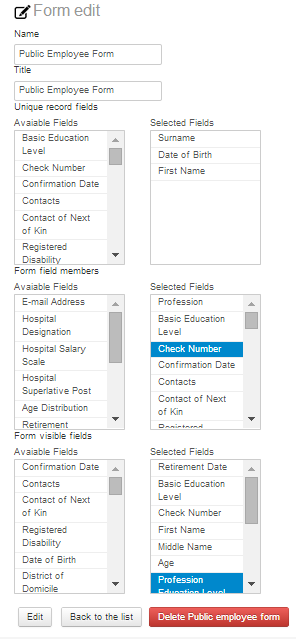 Form edit
Name
Public Employee Form
Title
Public Employee Form
Unique record fields
Avaiable Fields
Basic Education
Level
Check Number
Confirmation Date
Contacts
Contact of Next
of Kin
Registered
Disability
Selected Fields
Surname
Date of Birth
First Name
Form field members
Avaiable Fields
E-mail Address
Hospital
Designation
Hospital Salary
Scale
Hospital
Superlative Post
Age Distribution
Retirement
Selected Fields
Profession
Basic Education
Level
Check Number
Confirmation Date
Contacts
Contact of Next
of Kin
Registered
Form visible fields
Avaiable Fields
Confirmation Date
Contacts
Contact of Next
of Kin
Registered
Disability
Date of Birth
District of
Domicile
Selected Fields
Retirement Date
Basic Education
Level
Check Number
First Name
Middle Name
Age
Profession
Education Level
Edit
Back to the list
Delete Public employee form